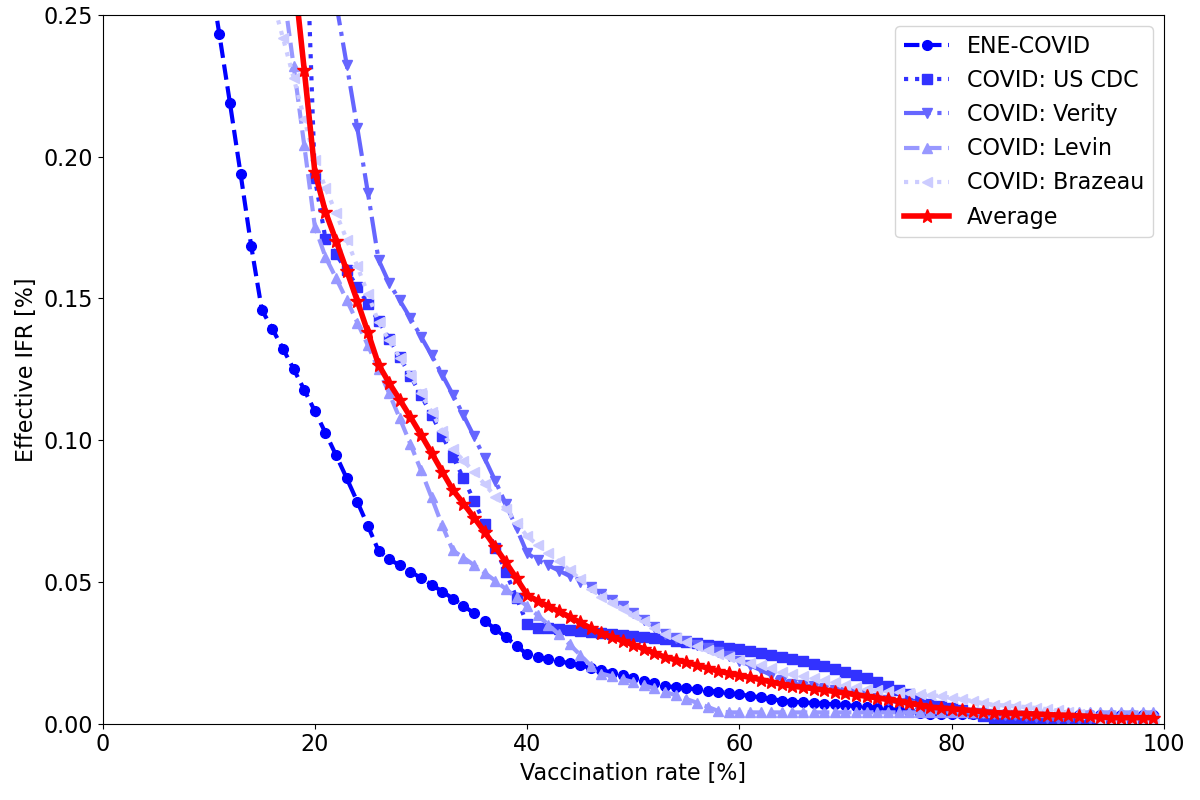 0.25
0.20
0.15
0.10
0.05
0.00
Effective IFR [%]
0
20
40
60
80
100
Vaccination rate [%]
ENE-COVID
COVID: US CDC
COVID: Verity
COVID: Levin
COVID: Brazeau
Average